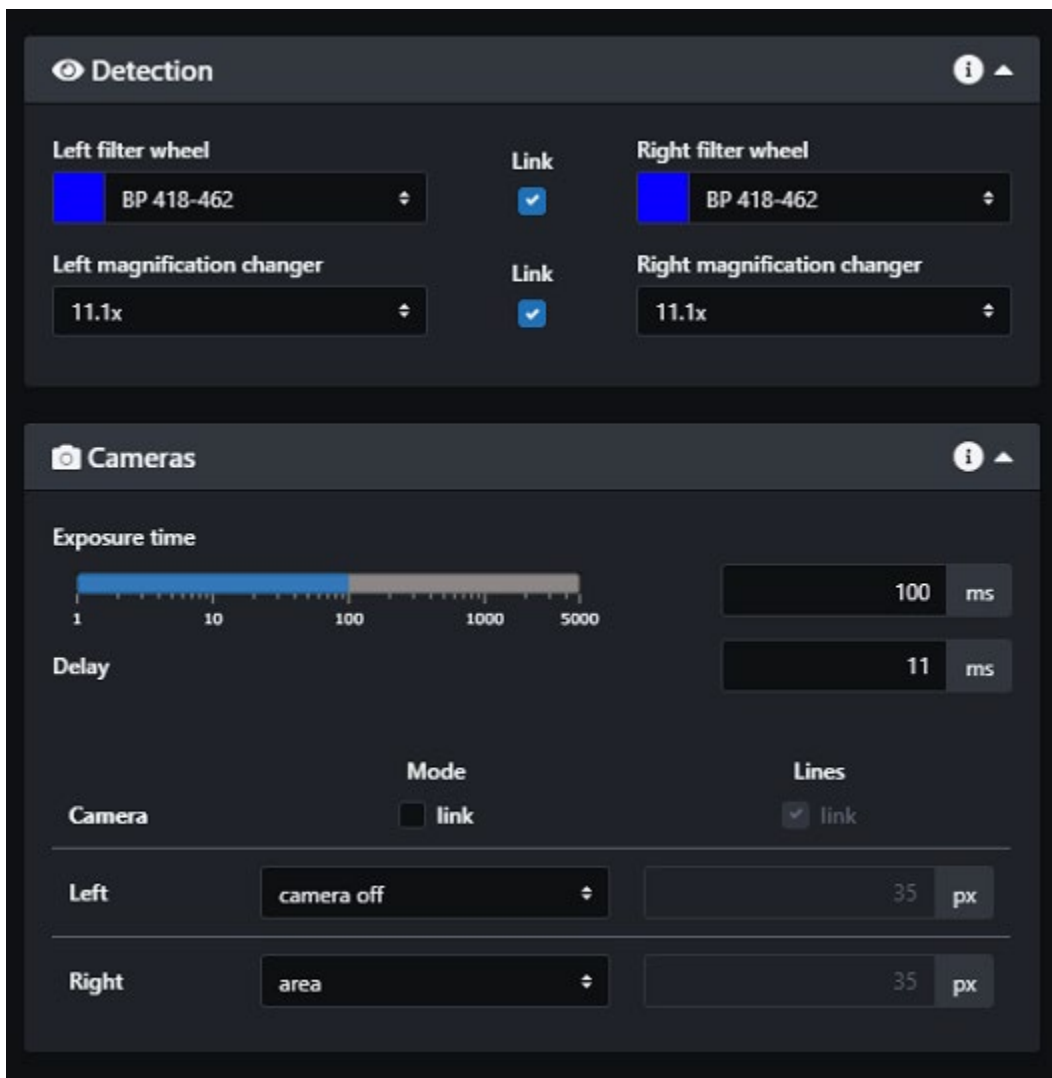 Detection
Left filter wheel Link Right filter wheel
BP 418-462 BP 418-462
Left magnification changer Link Right magnification changer
11.1x 11.1x
Cameras
Exposure time
100 ms
1 10 100 1000 5000
Delay 11 ms
Mode Lines
Camera link link
Left camera off 35 px
Right area 35 px